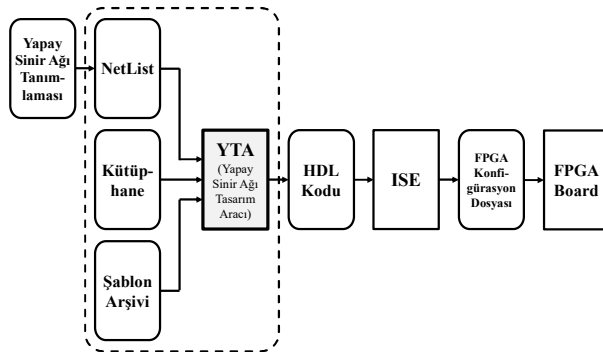 Yapay
Sinir Ağı
Tanım-
laması
NetList
Kütüp-
hane
Şablon
Arşivi
YTA
(Yapay
Sinir Ağı
Tasarım
Aracı)
HDL
Kodu
ISE
FPGA
Konfi-
gürasyon
Dosyası
FPGA
Board